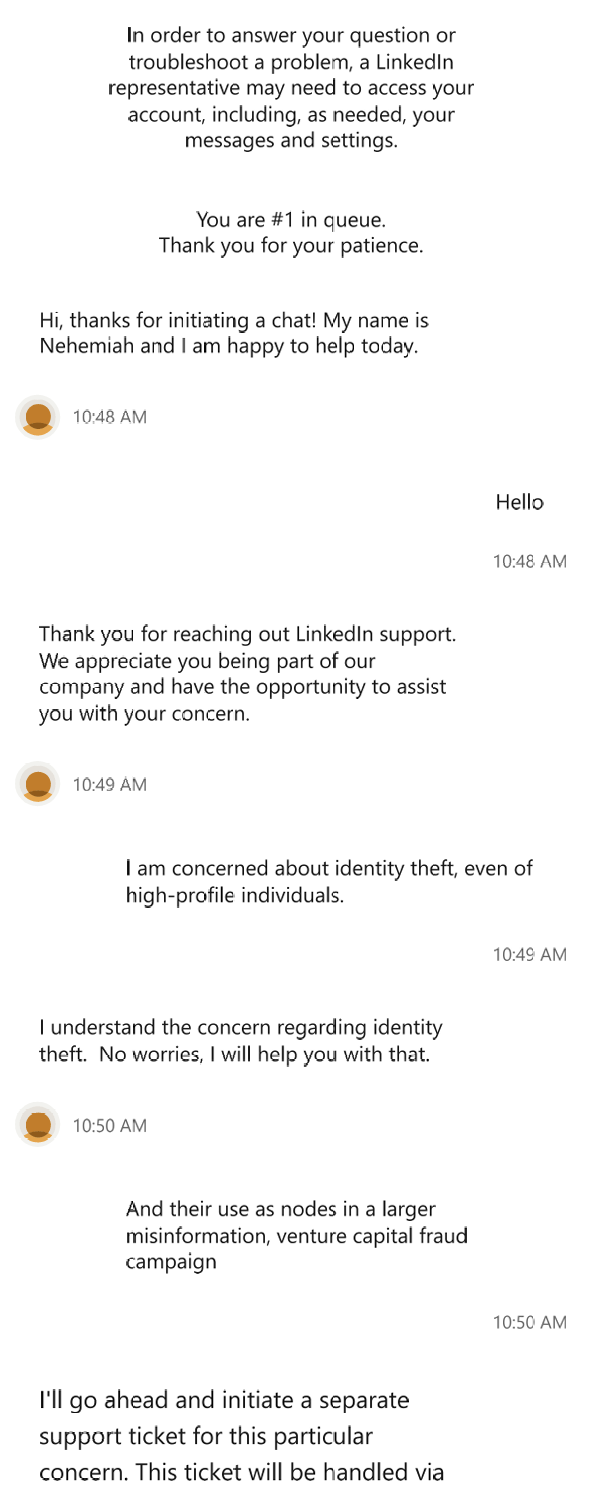 In order to answer your question or
troubleshoot a problem, a LinkedIn
representative may need to access your
account, including, as needed, your
messages and settings.
You are #1 in queue.
Thank you for your patience.
Hi, thanks for initiating a chat! My name is
Nehemiah and I am happy to help today.
10:48 AM
Hello
10:48 AM
Thank you for reaching out LinkedIn support.
We appreciate you being part of our
company and have the opportunity to assist
you with your concern.
10:49 AM
I am concerned about identity theft, even of
high-profile individuals.
10:49 AM
I understand the concern regarding identity
theft.  No worries, I will help you with that.
10:50 AM
And their use as nodes in a larger
misinformation, venture capital fraud
campaign
10:50 AM
I'll go ahead and initiate a separate
support ticket for this particular
concern. This ticket will be handled via